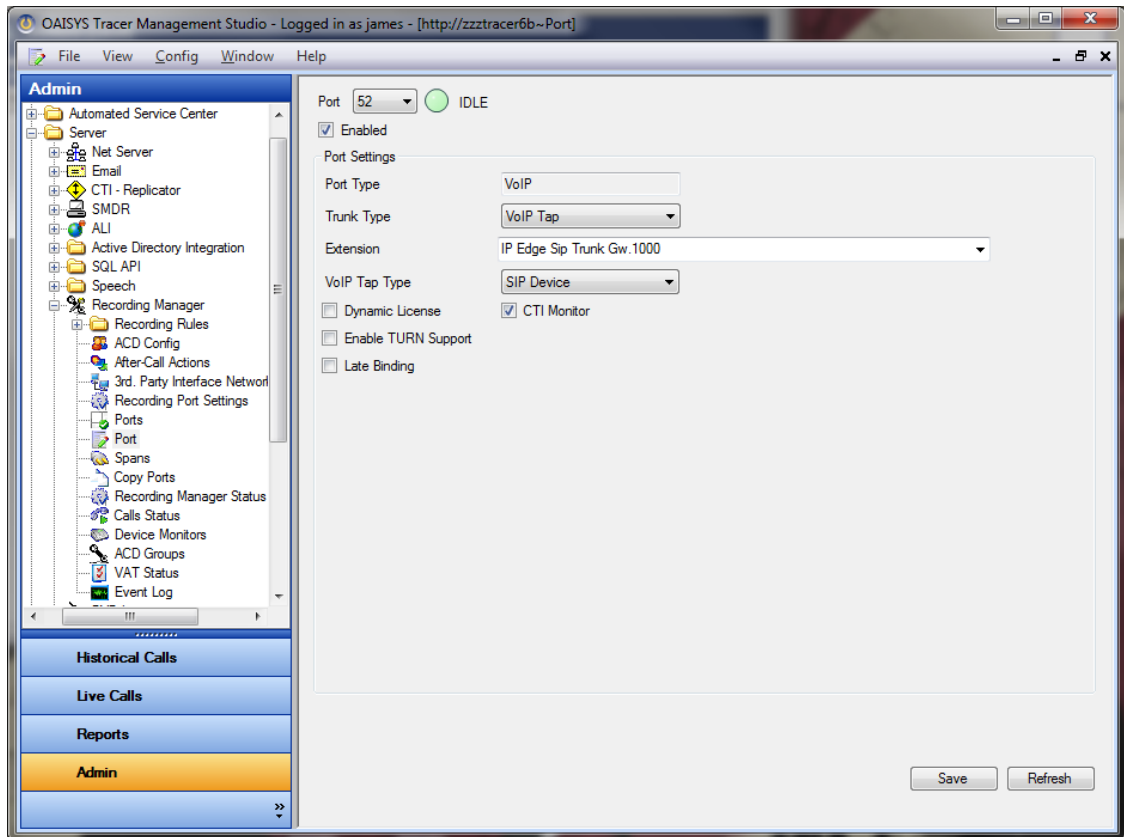 OAISYS Tracer Management Studio - Logged in as james - [http://zzztracer6b~Port]
File View Config Window Help
Admin
Automated Service Center
Server
Net Server
Email
CTI - Replicator
SMDR
ALI
Active Directory Integration
SQL API
Speech
Recording Manager
Recording Rules
ACD Config
After-Call Actions
3rd. Party Interface Network
Recording Port Settings
Ports
Port
Spans
Copy Ports
Recording Manager Status
Calls Status
Device Monitors
ACD Groups
VAT Status
Event Log
Historical Calls
Live Calls
Reports
Admin
Port 52 IDLE
Enabled
Port Settings
Port Type VoIP
Trunk Type VoIP Tap
Extension IP Edge Sip Trunk Gw.1000
VoIP Tap Type SIP Device
Dynamic License CTI Monitor
Enable TURN Support
Late Binding
Save Refresh